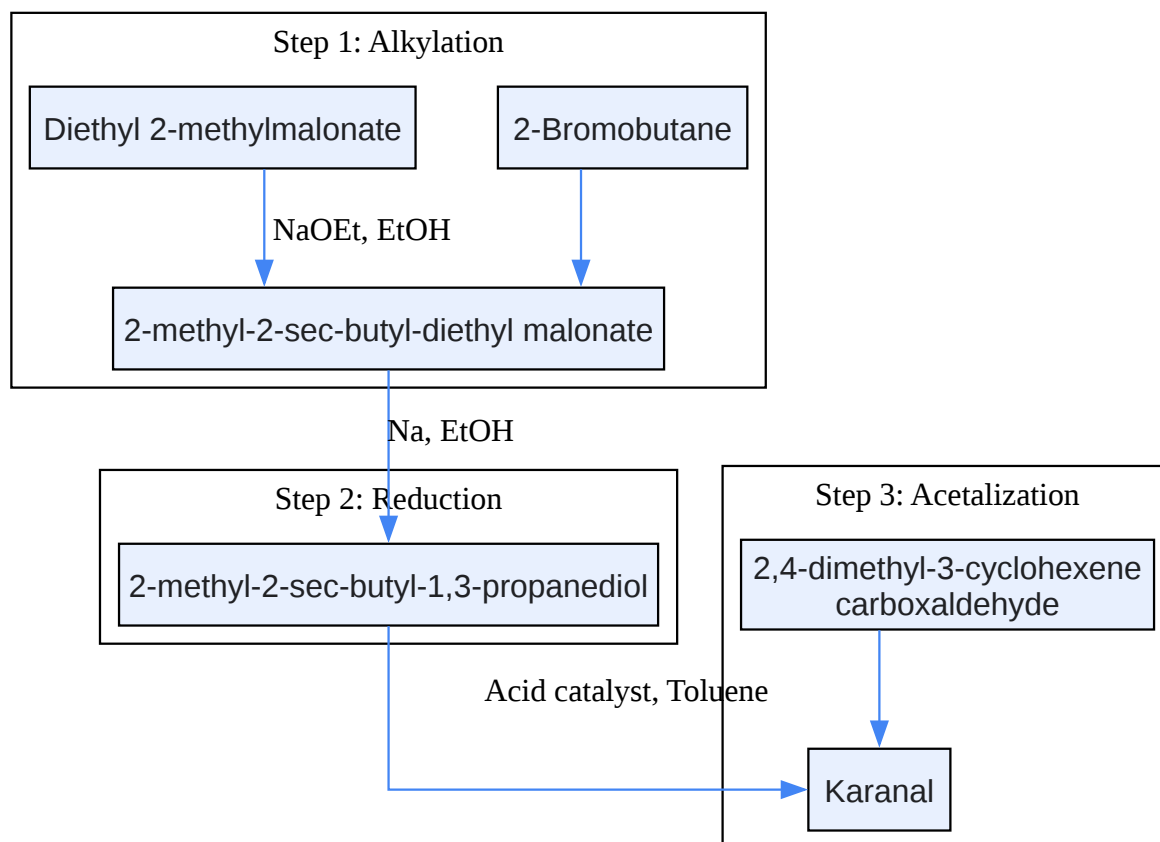 Step 1: Alkylation
Diethyl 2-methylmalonate
2-Bromobutane
NaOEt, EtOH
2-methyl-2-sec-butyl-diethyl malonate
Na, EtOH
Step 2: Reduction
2-methyl-2-sec-butyl-1,3-propanediol
Step 3: Acetalization
2,4-dimethyl-3-cyclohexene
carboxaldehyde
Acid catalyst, Toluene
Karanal